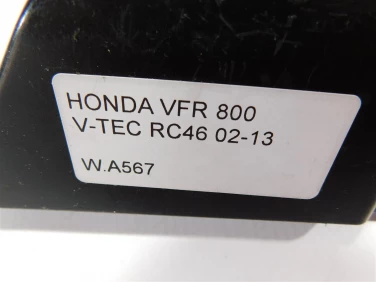 HONDA VFR 800
V-TEC RC46 02-13
W.A567